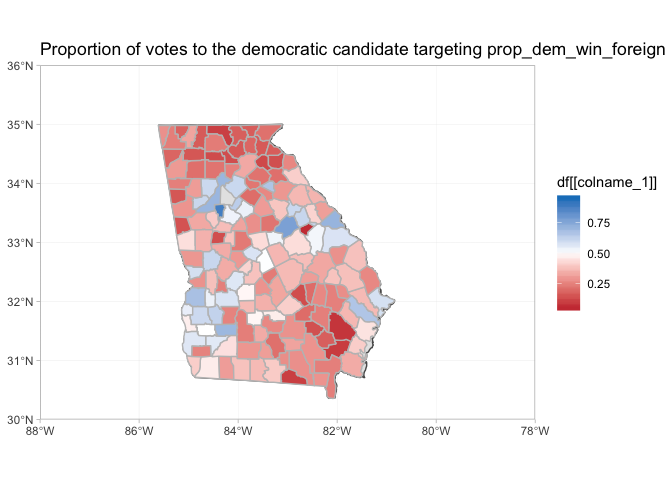 Proportion of votes to the democratic candidate targeting prop_dem_win_foreign
36°N
35°N
34°N
33°N
32°N
31°N
30°N
88°W
86°W
84°W
82°W
80°W
78°W
df[[colname_1]]
0.75
0.50
0.25